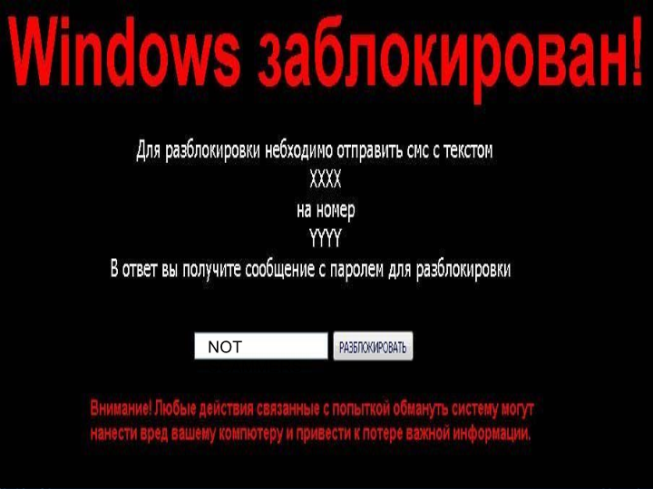 Windows заблокирован!
Для разблокировки небходимо отправить смс с текстом
XXXX
на номер
YYYY
В ответ вы получите сообщение с паролем для разблокировки
NOT РАЗБЛОКИРОВАТЬ
Внимание! Любые действия связанные с попыткой обмануть систему могут
нанести вред вашему компютеру и привести к потере важной информации.